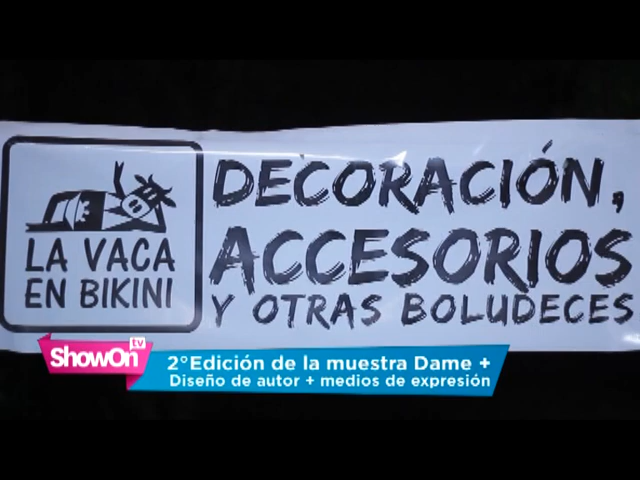 LA VACA
EN BIKINI
DECORACIÓN,
ACCESORIOS
Y OTRAS BOLUDECES
ShowOn tv
2°Edición de la muestra Dame +
Diseño de autor + medios de expresión